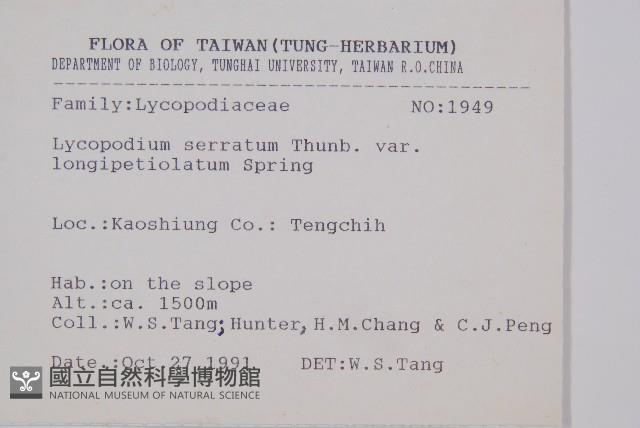 FLORA OF TAIWAN(TUNG-HERBARIUM)
DEPARTMENT OF BIOLOGY, TUNGHAI UNIVERSITY, TAIWAN R.O.CHINA
Family:Lycopodiaceae NO:1949
Lycopodium serratum Thunb. var.
longipetiolatum Spring
Loc.:Kaoshiung Co.: Tengchih
Hab.:on the slope
Alt.:ca. 1500m
Coll.:W.S.Tang; Hunter, H.M.Chang & C.J.Peng
Date.:Oct 27 1991 DET:W.S.Tang
國立自然科學博物館
NATIONAL MUSEUM OF NATURAL SCIENCE